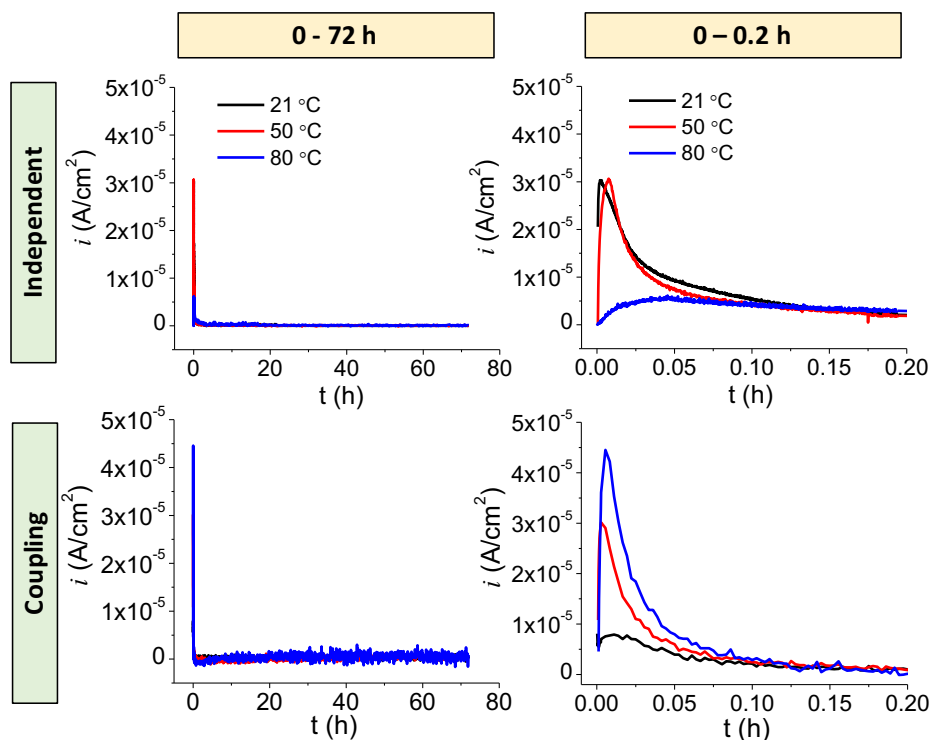 0 - 72 h
0 – 0.2 h
Independent
5x10⁻⁵
4x10⁻⁵
3x10⁻⁵
2x10⁻⁵
1x10⁻⁵
0
i (A/cm²)
21 °C
50 °C
80 °C
0 20 40 60 80
t (h)
5x10⁻⁵
4x10⁻⁵
3x10⁻⁵
2x10⁻⁵
1x10⁻⁵
0
i (A/cm²)
21 °C
50 °C
80 °C
0.00 0.05 0.10 0.15 0.20
t (h)
Coupling
5x10⁻⁵
4x10⁻⁵
3x10⁻⁵
2x10⁻⁵
1x10⁻⁵
0
i (A/cm²)
0 20 40 60 80
t (h)
5x10⁻⁵
4x10⁻⁵
3x10⁻⁵
2x10⁻⁵
1x10⁻⁵
0
i (A/cm²)
0.00 0.05 0.10 0.15 0.20
t (h)